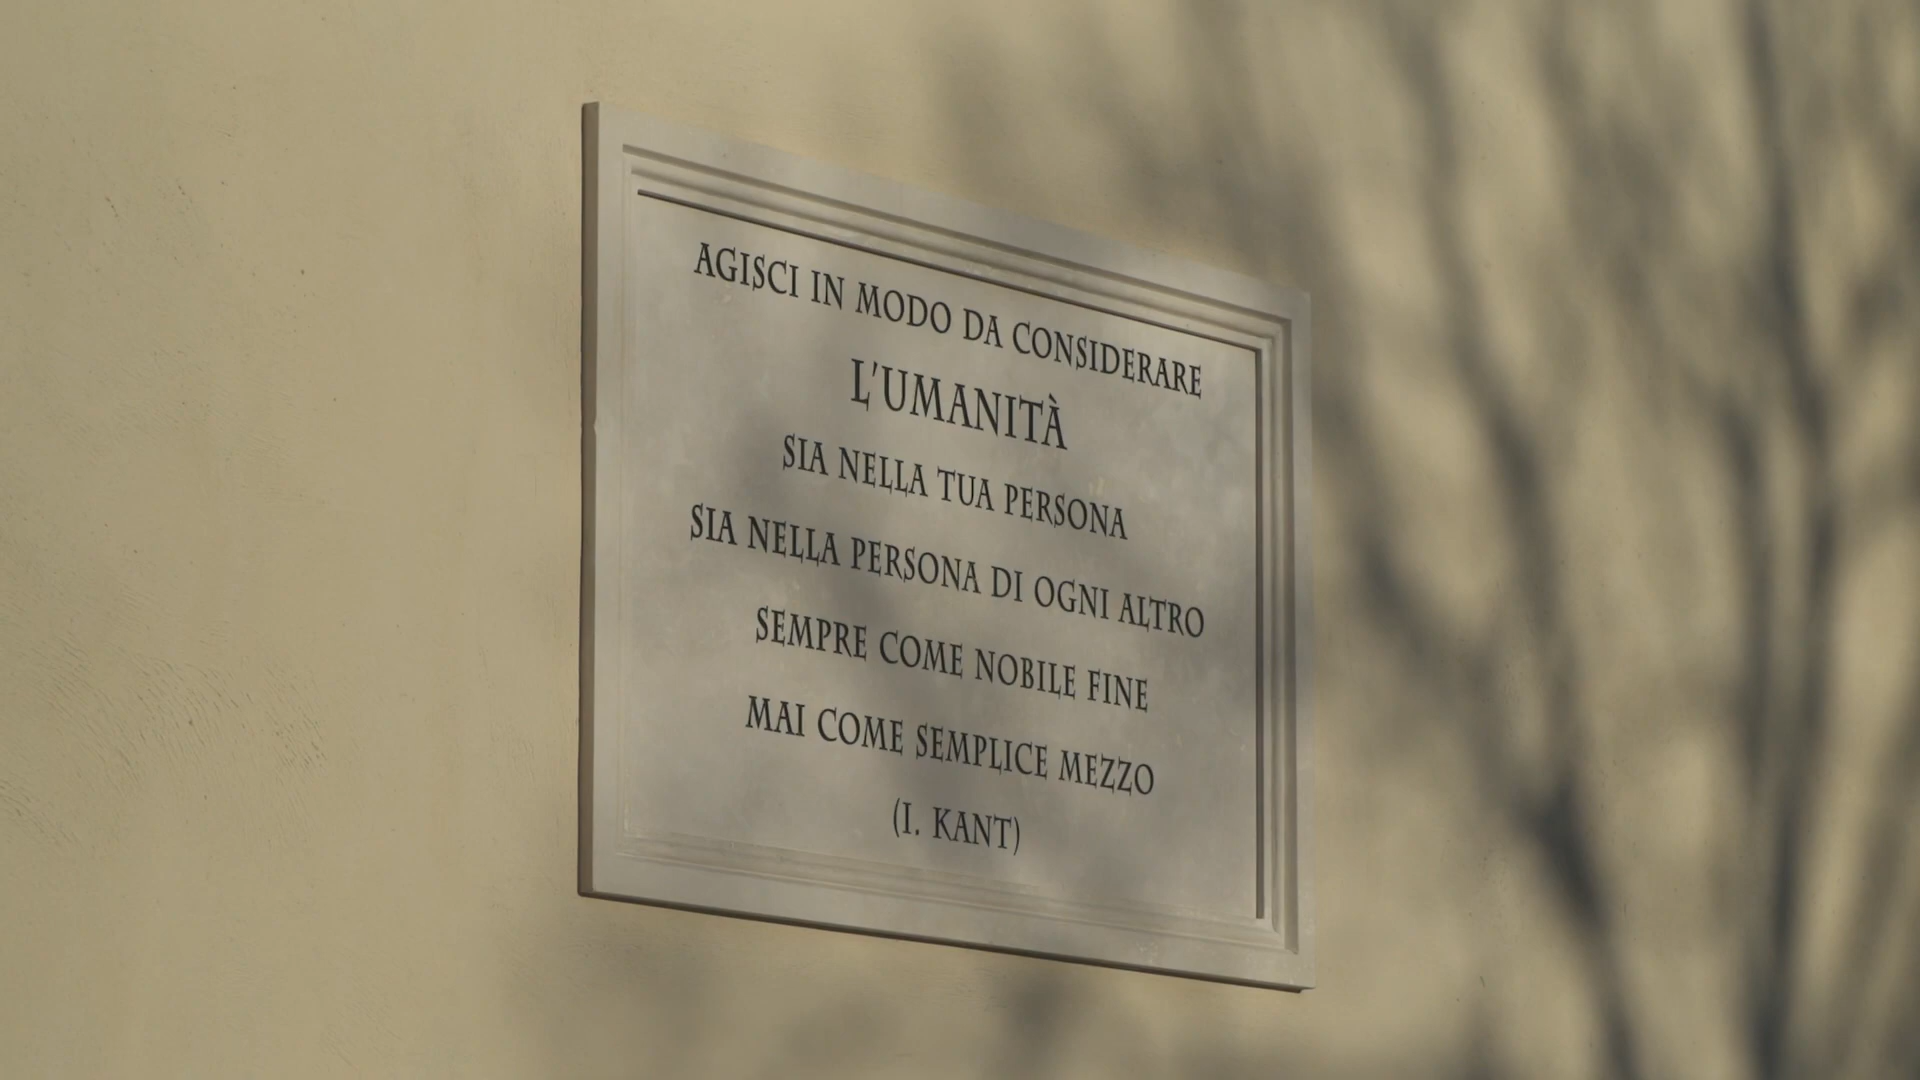 AGISCI IN MODO DA CONSIDERARE
L'UMANITÀ
SIA NELLA TUA PERSONA
SIA NELLA PERSONA DI OGNI ALTRO
SEMPRE COME NOBILE FINE
MAI COME SEMPLICE MEZZO
(I. KANT)